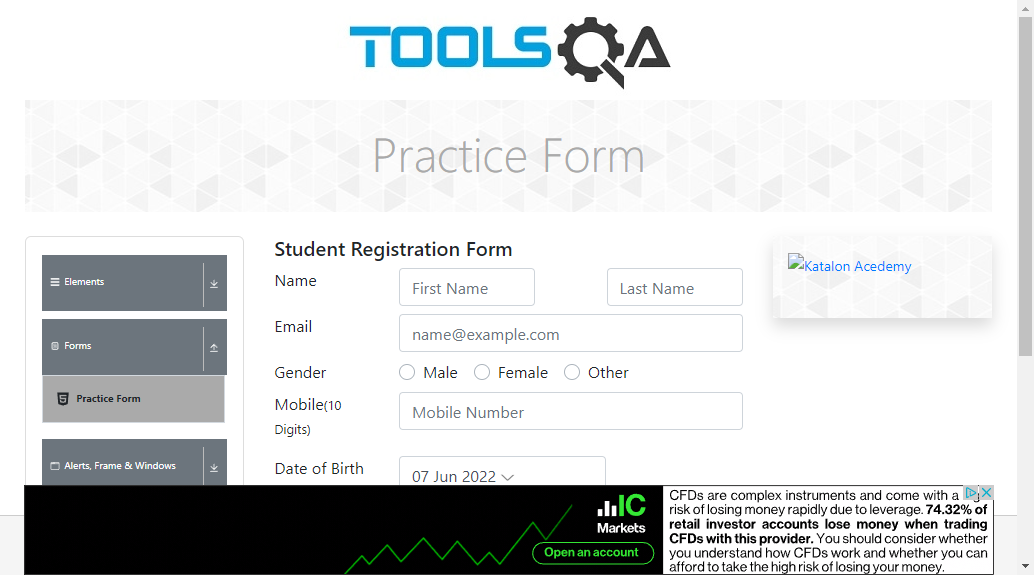 TOOLSQA
Practice Form
Elements
Forms
Practice Form
Alerts, Frame & Windows
Student Registration Form
Name
First Name
Last Name
Email
name@example.com
Gender
Male
Female
Other
Mobile(10
Digits)
Mobile Number
Date of Birth
07 Jun 2022
Katalon Acedemy
IC
Markets
Open an account
CFDs are complex instruments and come with a
risk of losing money rapidly due to leverage. 74.32% of
retail investor accounts lose money when trading
CFDs with this provider. You should consider whether
you understand how CFDs work and whether you can
afford to take the high risk of losing your money.